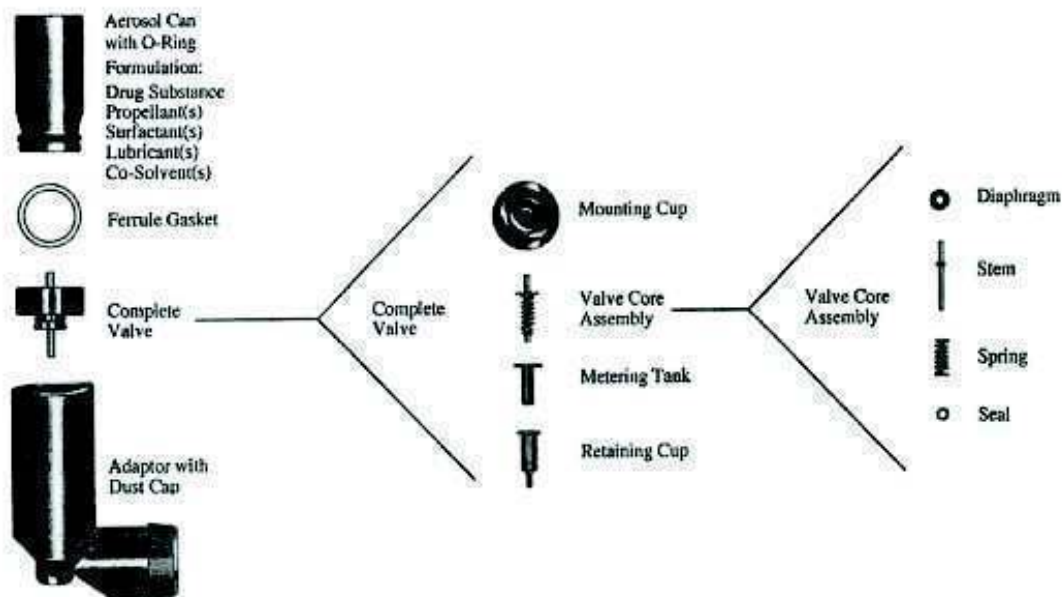 Aerosol Can
with O-Ring
Formulation:
Drug Substance
Propellant(s)
Surfactant(s)
Lubricant(s)
Co-Solvent(s)
Ferrule Gasket
Complete
Valve
Adaptor with
Dust Cap
Complete
Valve
Mounting Cup
Valve Core
Assembly
Metering Tank
Retaining Cup
Valve Core
Assembly
Diaphragm
Stem
Spring
Seal